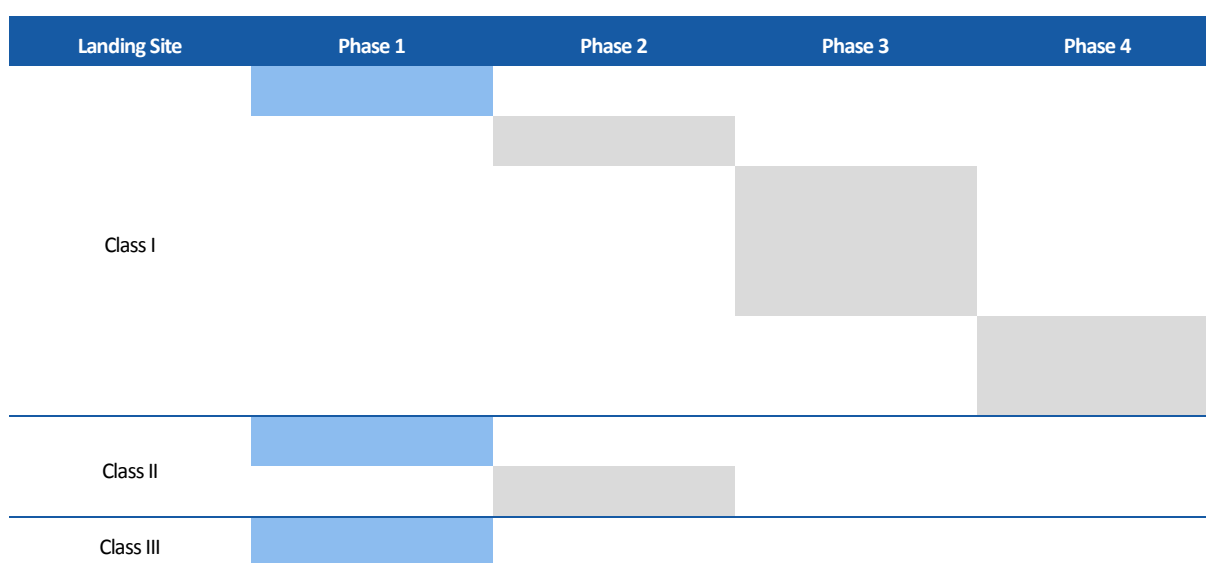 Landing Site Phase 1 Phase 2 Phase 3 Phase 4
Class I
Class II
Class III